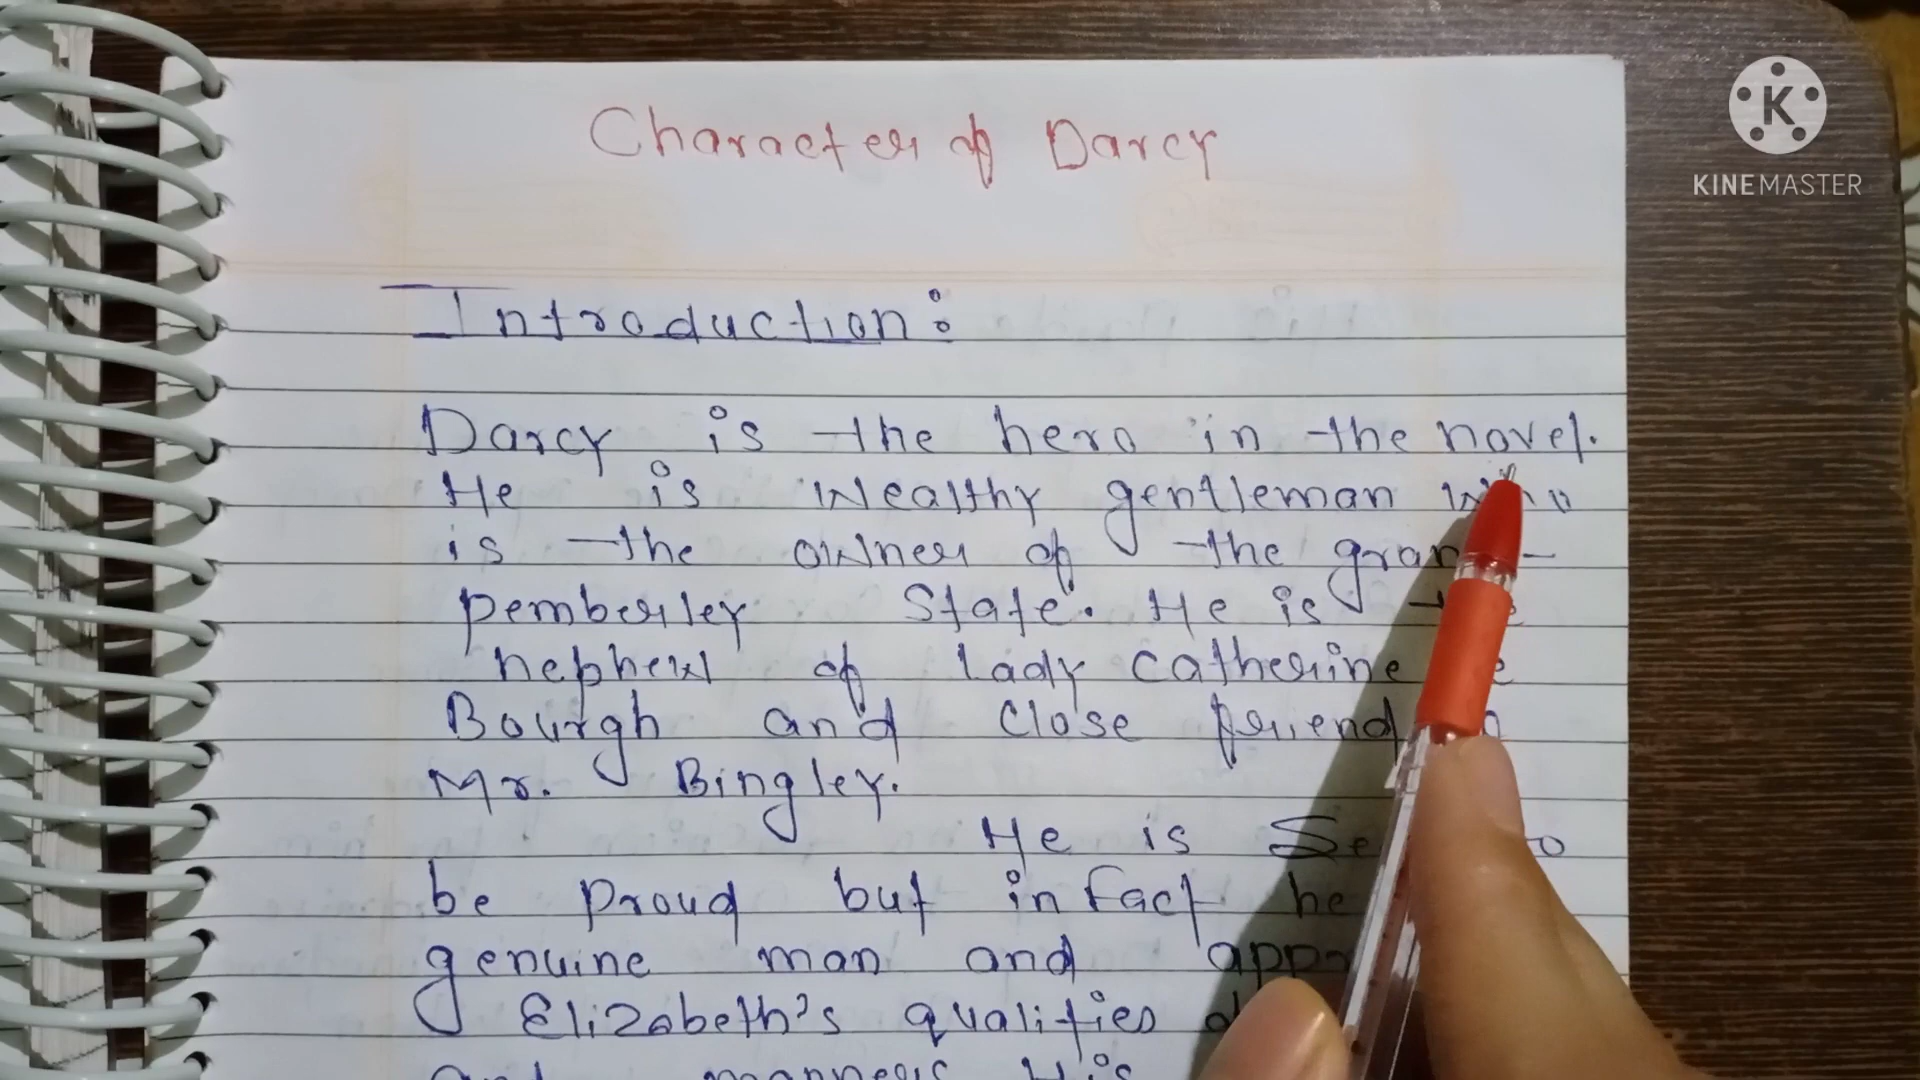 Character of Darcy
K
KINEMASTER
Introduction:
Darcy is the hero in the novel.
He is wealthy gentleman who
is the owner of the
Pemberley State. He is
nephew of Lady Catherine
Bourgh and close friend
Mr. Bingley.
He is
be proud but in fact he
genuine man and
Elizabeth's qualities